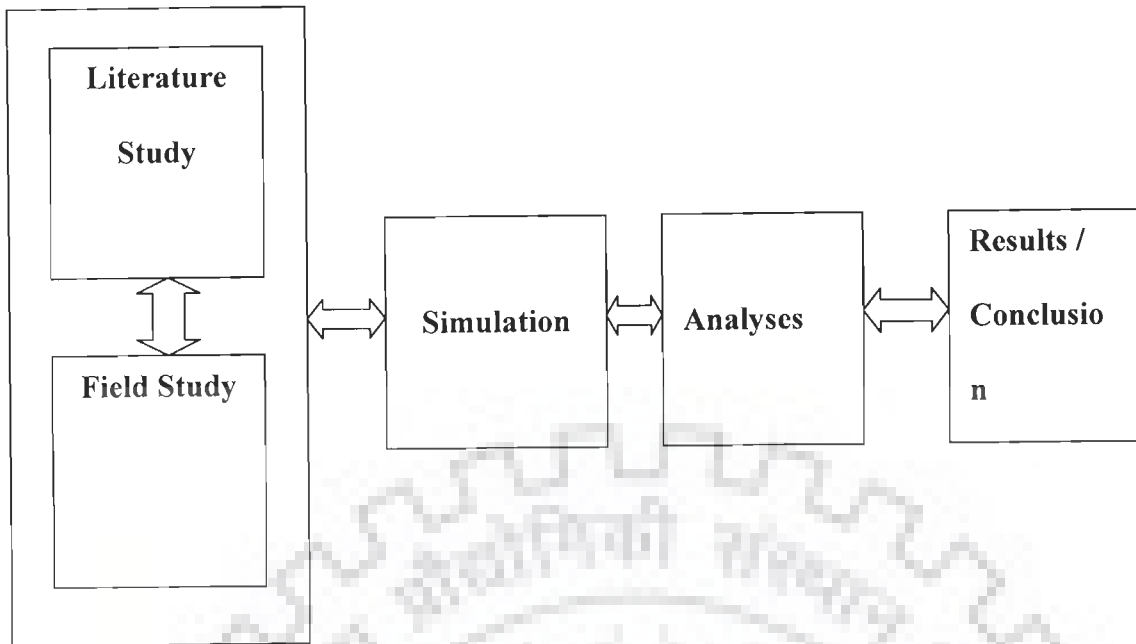 Literature
Study
Field Study
Simulation
Analyses
Results /
Conclusio
n
प्रौद्योगिकी संस्थान